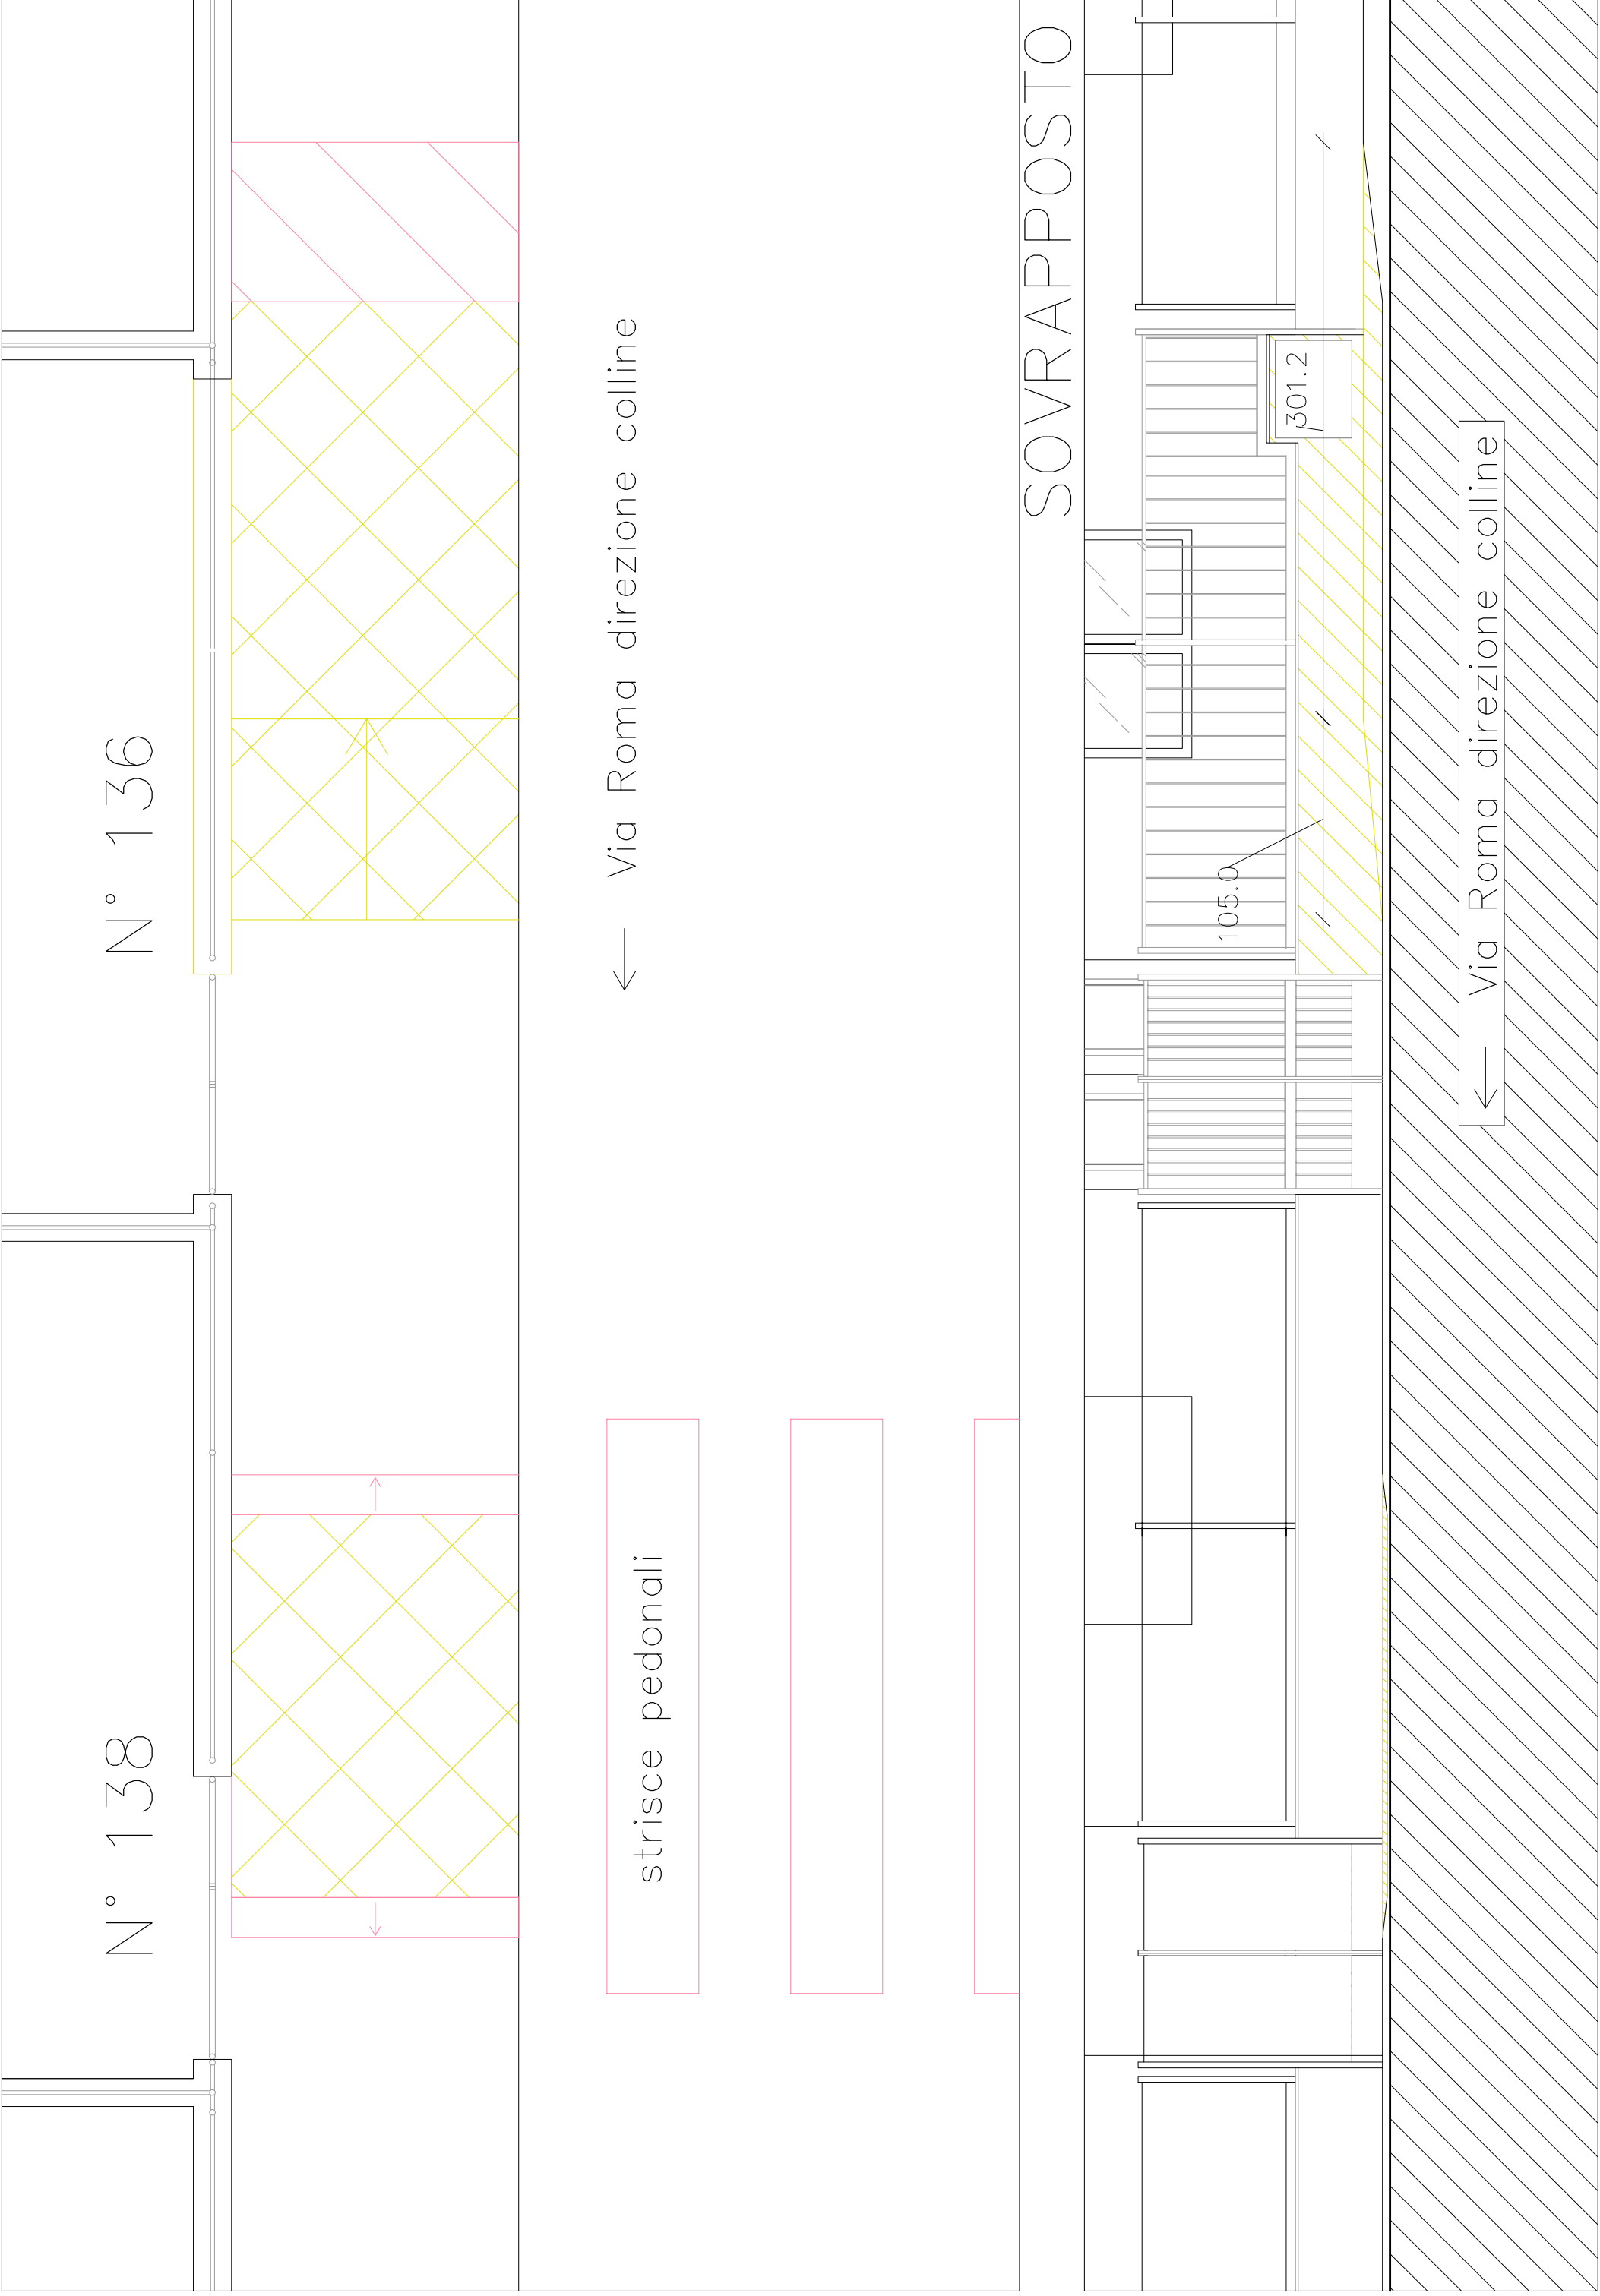 N° 138
N° 136
← Via Roma direzione colline
strisce pedonali
SOVRAPPOSTO
105.0
301.2
← Via Roma direzione colline